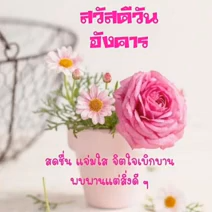 สวัสดีวัน
อังคาร
สดชื่น แจ่มใส จิตใจเบิกบาน
พบพานแต่สิ่งดี ๆ